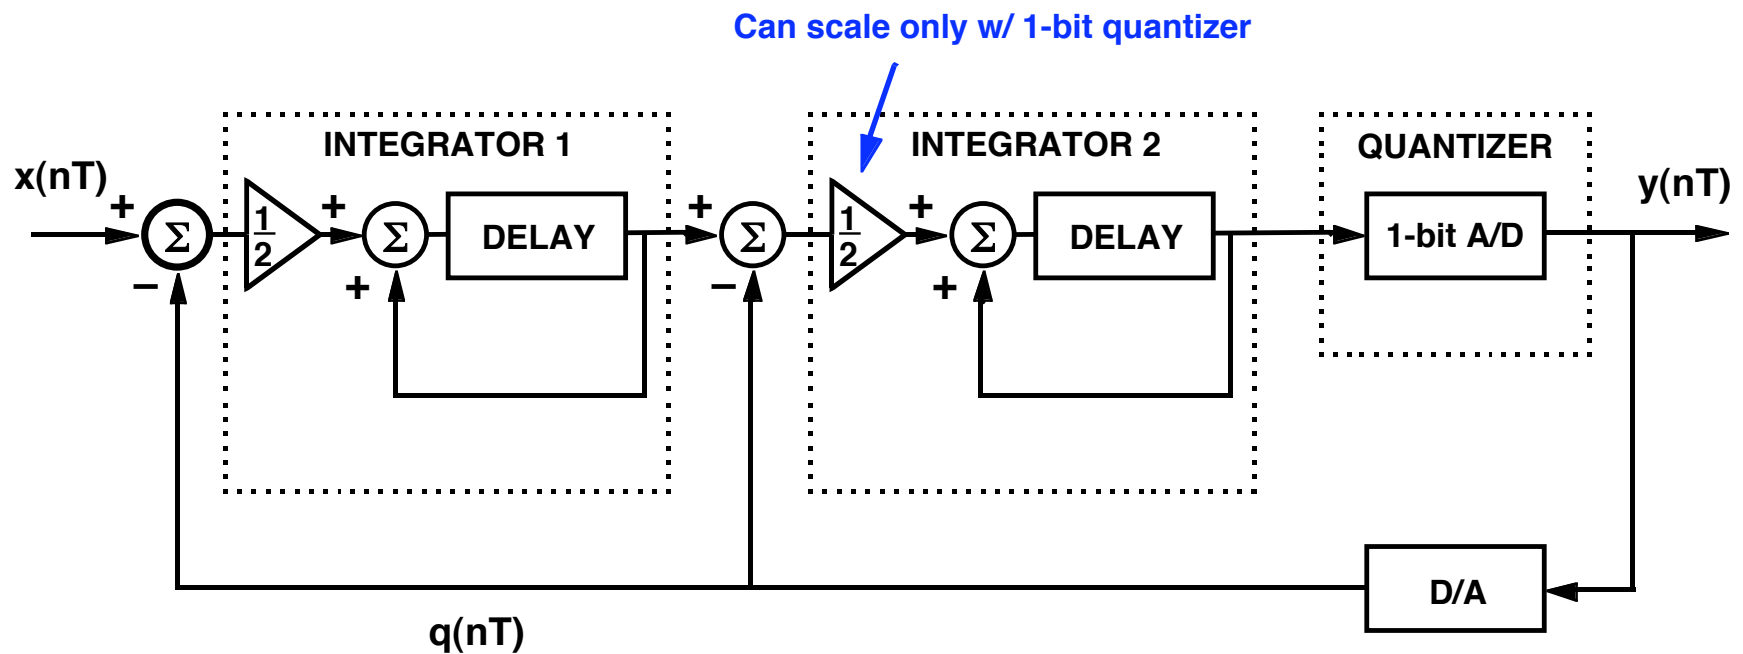 Can scale only w/ 1-bit quantizer
INTEGRATOR 1
INTEGRATOR 2
QUANTIZER
x(nT)
y(nT)
+
Σ
−
1
2
+
Σ
+
DELAY
+
Σ
−
1
2
+
Σ
+
DELAY
1-bit A/D
D/A
q(nT)